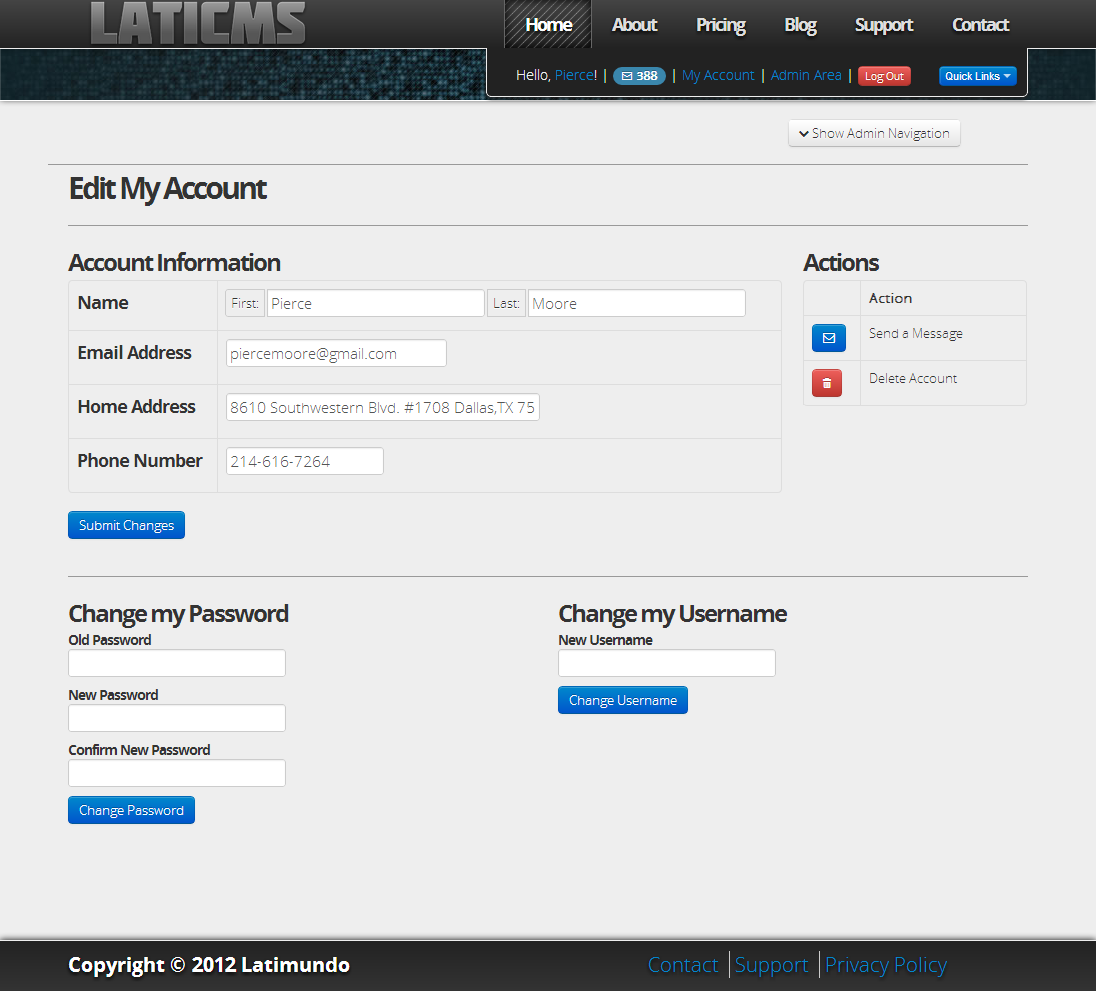 LATICMS
Home About Pricing Blog Support Contact
Hello, Pierce! | 388 | My Account | Admin Area | Log Out Quick Links
Show Admin Navigation
Edit My Account
Account Information
Name First: Pierce Last: Moore
Email Address piercemoore@gmail.com
Home Address 8610 Southwestern Blvd. #1708 Dallas,TX 75
Phone Number 214-616-7264
Submit Changes
Actions
Action
Send a Message
Delete Account
Change my Password
Old Password
New Password
Confirm New Password
Change Password
Change my Username
New Username
Change Username
Copyright © 2012 Latimundo
Contact Support Privacy Policy